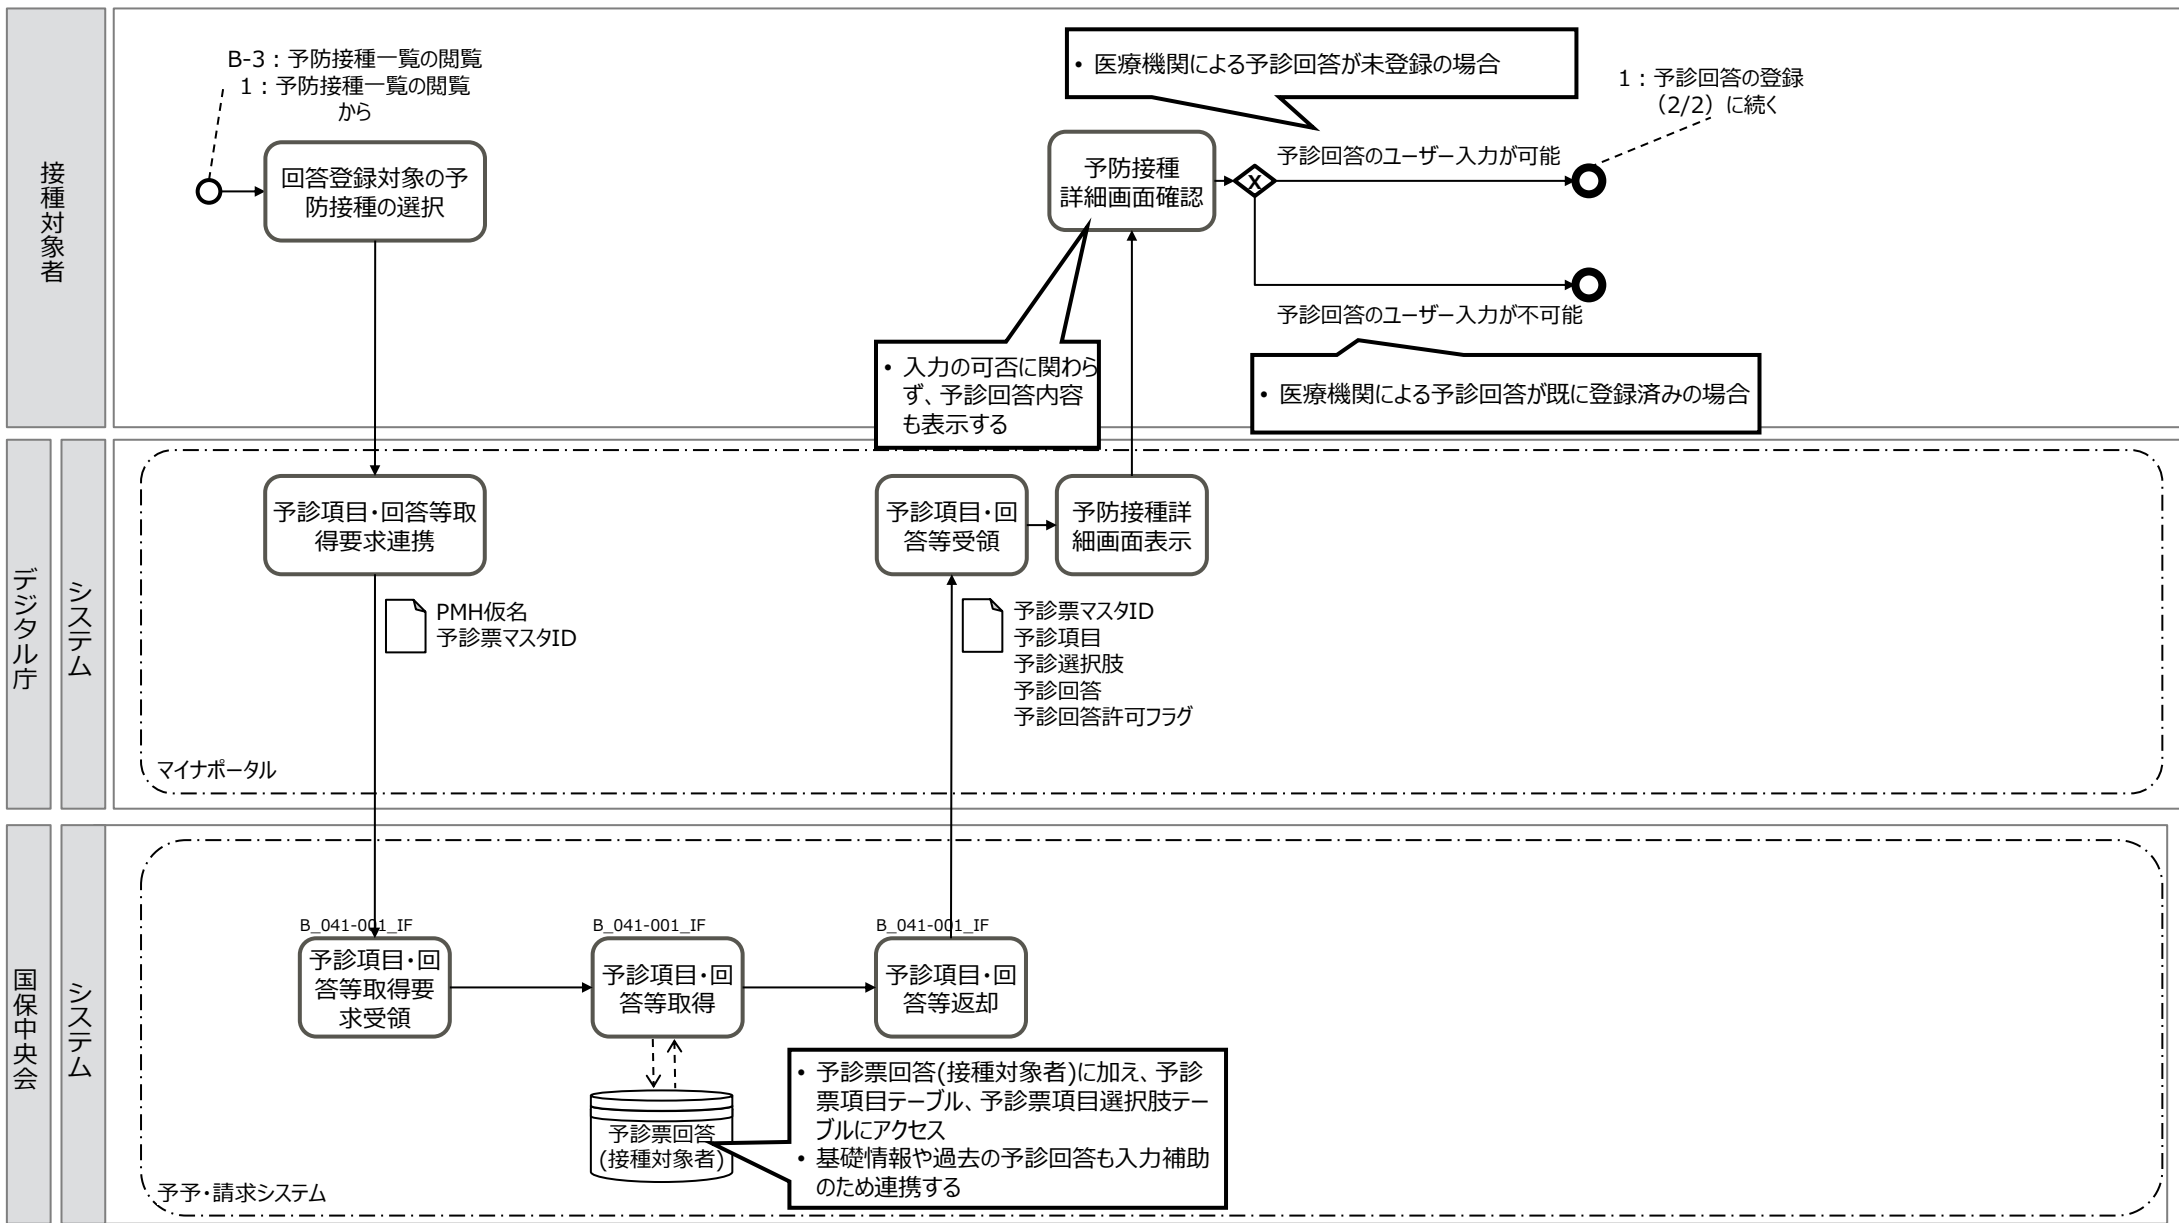 接種対象者
B-3：予防接種一覧の閲覧
1：予防接種一覧の閲覧
から
回答登録対象の予
防接種の選択
• 医療機関による予診回答が未登録の場合
1：予診回答の登録
（2/2）に続く
予防接種
詳細画面確認
X
予診回答のユーザー入力が可能
予診回答のユーザー入力が不可能
• 入力の可否に関わら
ず、予診回答内容
も表示する
• 医療機関による予診回答が既に登録済みの場合
デジタル庁
システム
予診項目・回答等取
得要求連携
予診項目・回
答等受領
予防接種詳
細画面表示
PMH仮名
予診票マスタID
予診票マスタID
予診項目
予診選択肢
予診回答
予診回答許可フラグ
マイナポータル
国保中央会
システム
B_041-001_IF
予診項目・回
答等取得要
求受領
B_041-001_IF
予診項目・回
答等取得
B_041-001_IF
予診項目・回
答等返却
予診票回答
(接種対象者)
• 予診票回答(接種対象者)に加え、予診
票項目テーブル、予診票項目選択肢テー
ブルにアクセス
• 基礎情報や過去の予診回答も入力補助
のため連携する
予予・請求システム